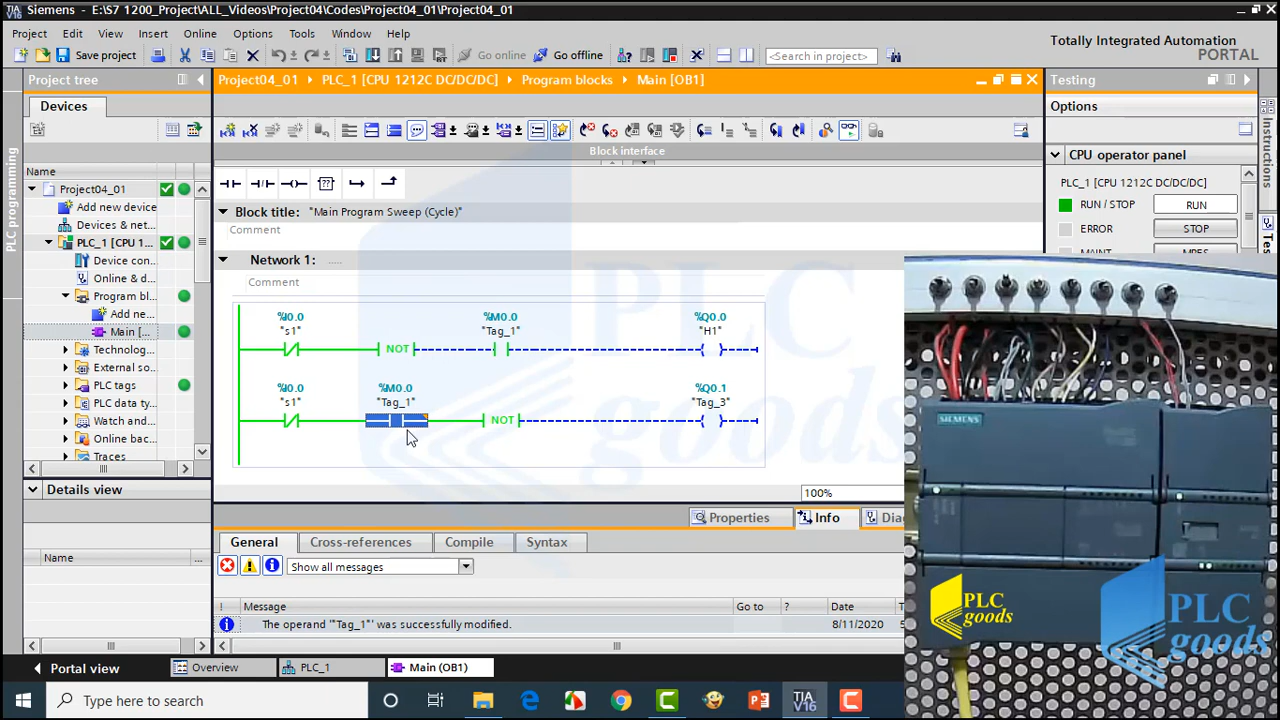 Siemens - E:\S7 1200_Project\ALL_Videos\Project04\Codes\Project04_01\Project04_01
TIA V16
Project Edit View Insert Online Options Tools Window Help
Totally Integrated Automation
PORTAL
Save project
Go online
Go offline
<Search in project>
Project tree
Project04_01 PLC_1 [CPU 1212C DC/DC/DC] Program blocks Main [OB1]
Testing
Devices
Options
PLC programming
Instructions
Block interface
CPU operator panel
Name
PLC_1 [CPU 1212C DC/DC/DC]
Project04_01
RUN / STOP RUN
Add new device
Block title: "Main Program Sweep (Cycle)"
Devices & net...
Comment
ERROR STOP
PLC_1 [CPU 1...
Device con...
Network 1: .....
MAINT MRES
Online & d...
Comment
Program bl...
Add ne...
Main [...
Technolog...
External so...
PLC tags
PLC data ty...
Watch and...
Online bac...
Traces
%I0.0 %M0.0 %Q0.0
"s1" "Tag_1" "H1"
NOT
%I0.0 %M0.0 %Q0.1
"s1" "Tag_1" "Tag_3"
NOT
100%
Details view
Name
Properties Info Dia
General Cross-references Compile Syntax
Show all messages
! Message Go to ? Date
The operand '"Tag_1"' was successfully modified. 8/11/2020
Portal view Overview PLC_1 Main (OB1)
Type here to search
SIEMENS
PLC
goods
PLC
goods